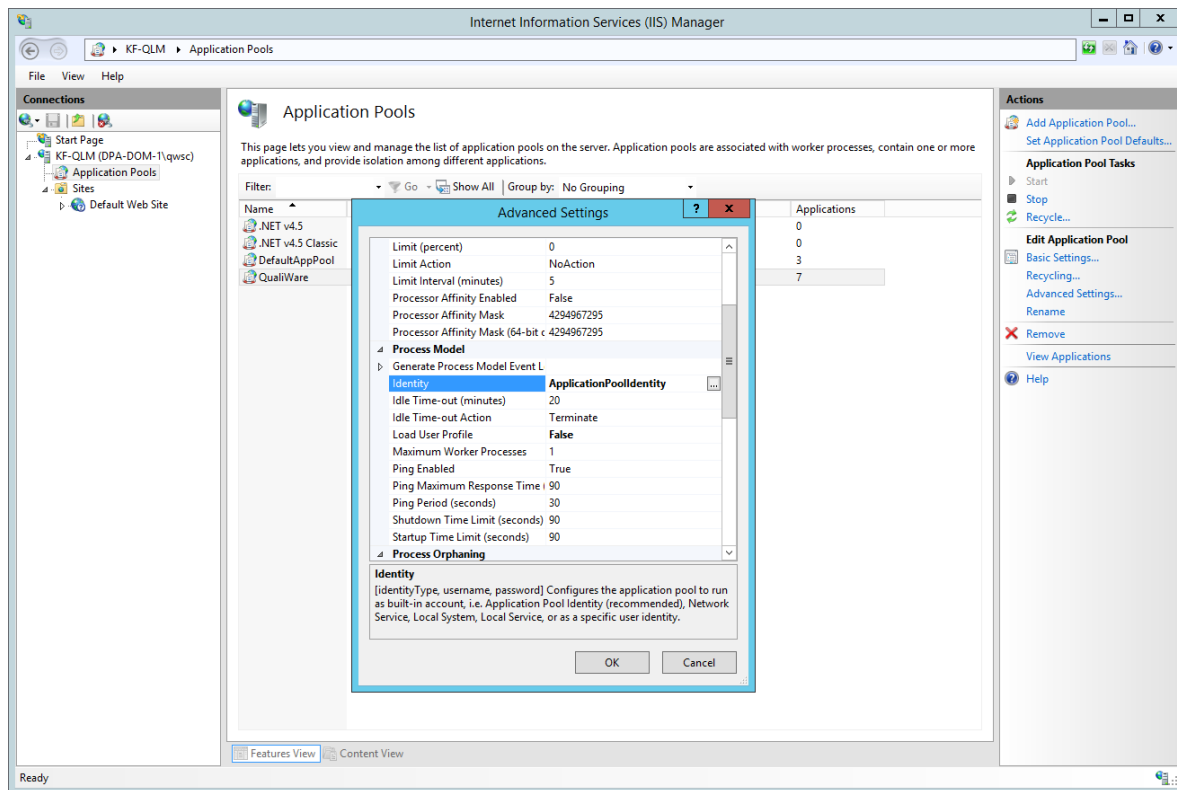 Internet Information Services (IIS) Manager
KF-QLM Application Pools
File View Help
Connections
Start Page
KF-QLM (DPA-DOM-1\qwsc)
Application Pools
Sites
Default Web Site
Application Pools
This page lets you view and manage the list of application pools on the server. Application pools are associated with worker processes, contain one or more
applications, and provide isolation among different applications.
Filter: Go Show All Group by: No Grouping
Name Applications
.NET v4.5 0
.NET v4.5 Classic 0
DefaultAppPool 3
QualiWare 7
Advanced Settings
? x
Limit (percent) 0
Limit Action NoAction
Limit Interval (minutes) 5
Processor Affinity Enabled False
Processor Affinity Mask 4294967295
Processor Affinity Mask (64-bit c 4294967295
Process Model
Generate Process Model Event L
Identity ApplicationPoolIdentity ...
Idle Time-out (minutes) 20
Idle Time-out Action Terminate
Load User Profile False
Maximum Worker Processes 1
Ping Enabled True
Ping Maximum Response Time ( 90
Ping Period (seconds) 30
Shutdown Time Limit (seconds) 90
Startup Time Limit (seconds) 90
Process Orphaning
Identity
[identityType, username, password] Configures the application pool to run
as built-in account, i.e. Application Pool Identity (recommended), Network
Service, Local System, Local Service, or as a specific user identity.
OK Cancel
Features View Content View
Actions
Add Application Pool...
Set Application Pool Defaults...
Application Pool Tasks
Start
Stop
Recycle...
Edit Application Pool
Basic Settings...
Recycling...
Advanced Settings...
Rename
Remove
View Applications
Help
Ready